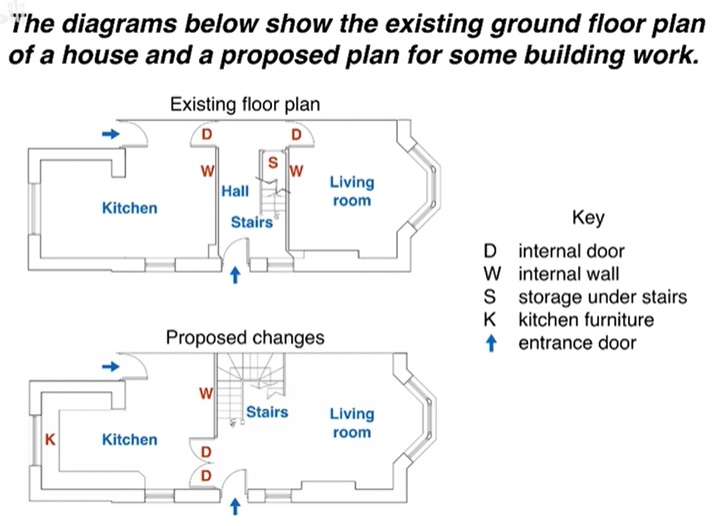 The diagrams below show the existing ground floor plan
of a house and a proposed plan for some building work.
Existing floor plan
D
D
W
S
W
Hall
Living
room
Kitchen
Stairs
Key
D internal door
W internal wall
S storage under stairs
K kitchen furniture
entrance door
Proposed changes
W
Stairs
Living
room
K
Kitchen
D
D